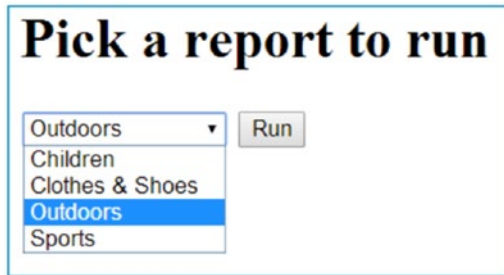 Pick a report to run
Outdoors Run
Children
Clothes & Shoes
Outdoors
Sports